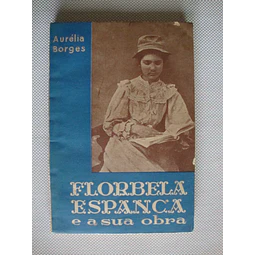 Aurélia
Borges
FLORBELA
ESPANCA
e a sua obra